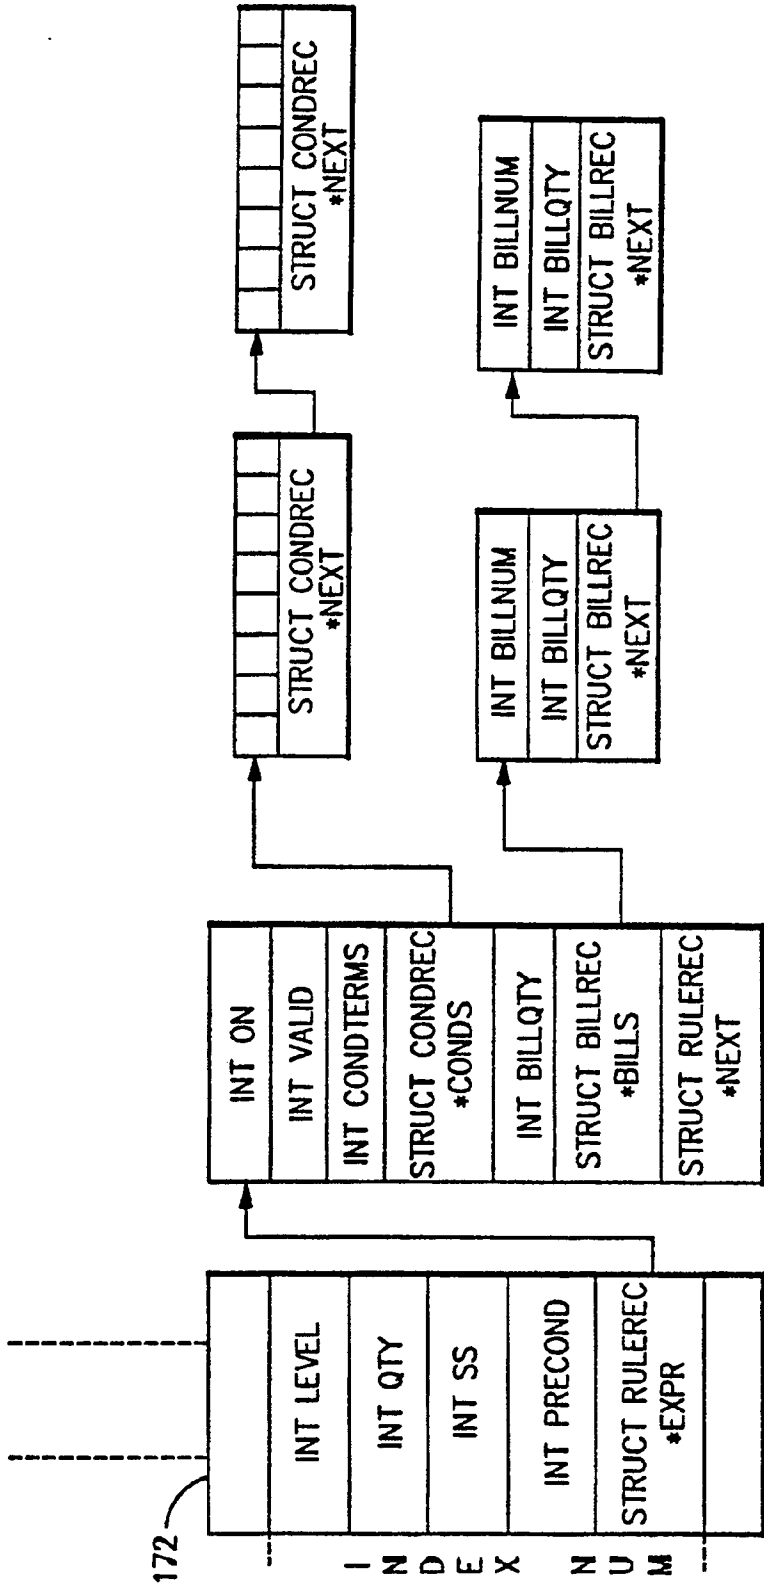 172
INDEX NUM
INT LEVEL
INT QTY
INT SS
INT PRECOND
STRUCT RULEREC
*EXPR
INT ON
INT VALID
INT CONDTERMS
STRUCT CONDREC
*CONDS
INT BILLQTY
STRUCT BILLREC
*BILLS
STRUCT RULEREC
*NEXT
STRUCT CONDREC
*NEXT
STRUCT CONDREC
*NEXT
INT BILLNUM
INT BILLQTY
STRUCT BILLREC
*NEXT
INT BILLNUM
INT BILLQTY
STRUCT BILLREC
*NEXT